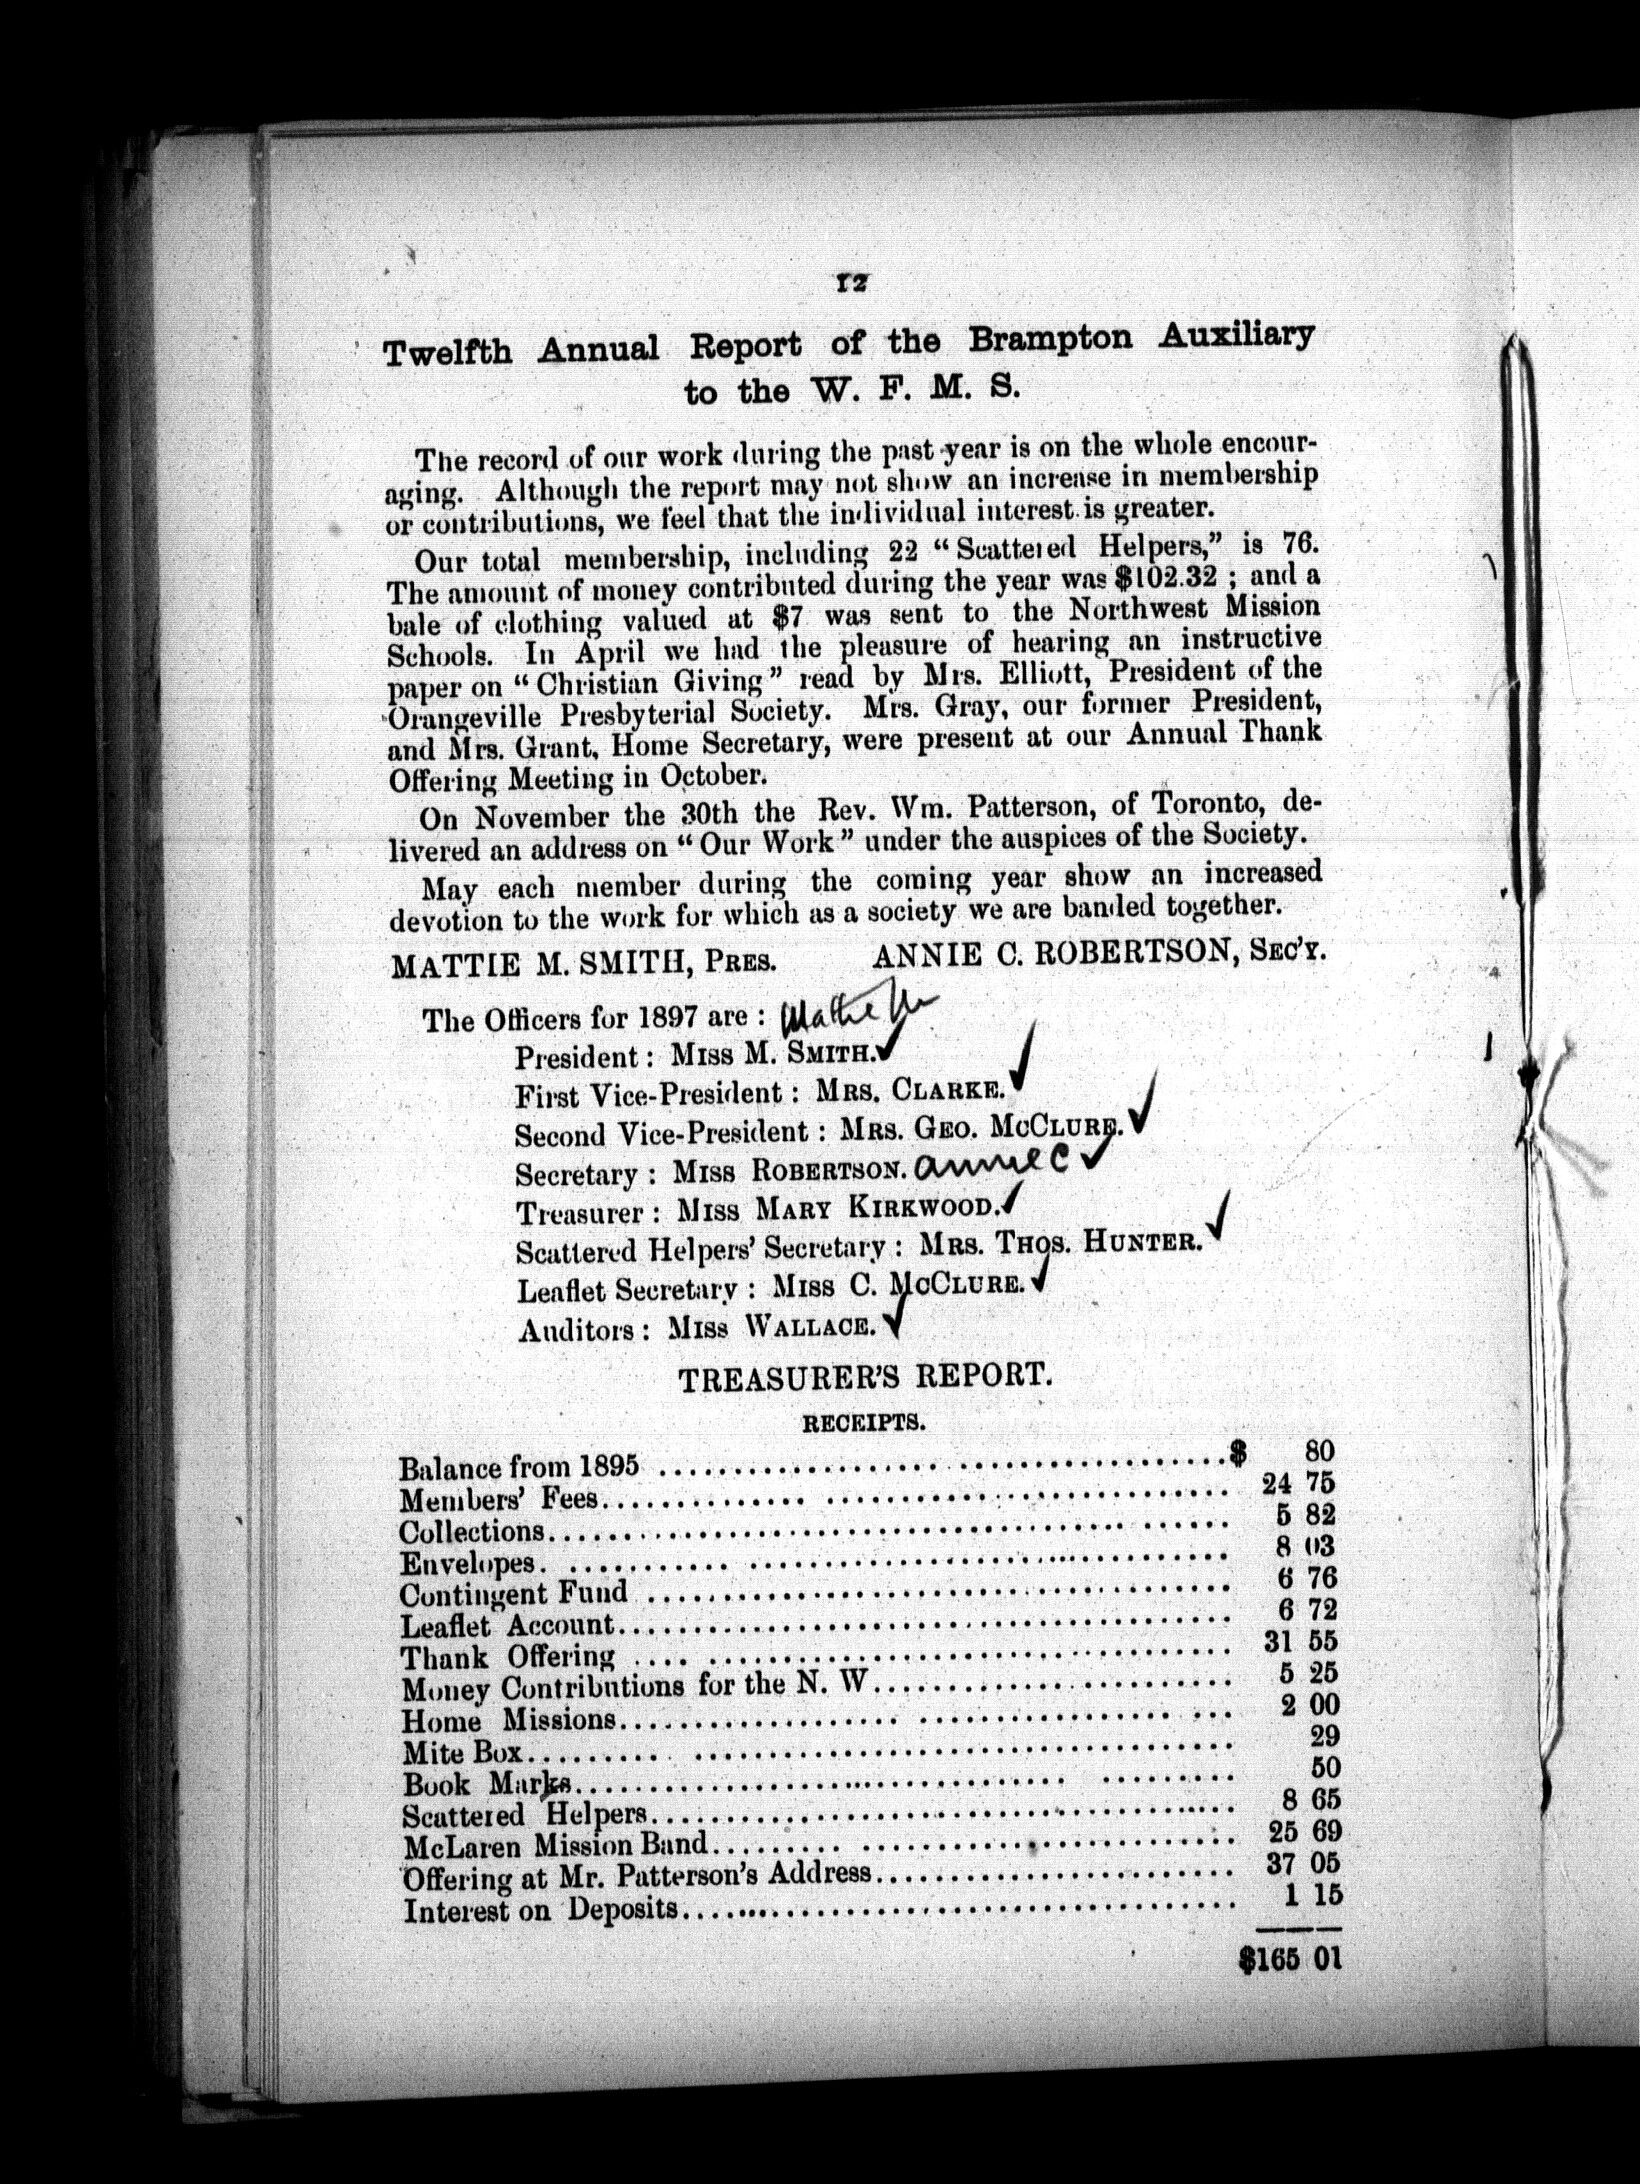 12
Twelfth Annual Report of the Brampton Auxiliary
to the W. F. M. S.
The record of our work during the past year is on the whole encour-
aging. Although the report may not show an increase in membership
or contributions, we feel that the individual interest is greater.
Our total membership, including 22 “Scattered Helpers,” is 76.
The amount of money contributed during the year was $102.32 ; and a
bale of clothing valued at $7 was sent to the Northwest Mission
Schools. In April we had the pleasure of hearing an instructive
paper on “Christian Giving” read by Mrs. Elliott, President of the
Orangeville Presbyterial Society. Mrs. Gray, our former President,
and Mrs. Grant, Home Secretary, were present at our Annual Thank
Offering Meeting in October.
On November the 30th the Rev. Wm. Patterson, of Toronto, de-
livered an address on “Our Work” under the auspices of the Society.
May each member during the coming year show an increased
devotion to the work for which as a society we are banded together.
MATTIE M. SMITH, PRES. ANNIE C. ROBERTSON, SEC'Y.
The Officers for 1897 are : Mattie M
President : MISS M. SMITH. ✓
First Vice-President : MRS. CLARKE. ✓
Second Vice-President : MRS. GEO. McCLURE. ✓
Secretary : MISS ROBERTSON. Annie C ✓
Treasurer : MISS MARY KIRKWOOD. ✓
Scattered Helpers' Secretary : MRS. THOS. HUNTER. ✓
Leaflet Secretary : MISS C. McCLURE. ✓
Auditors : MISS WALLACE. ✓
TREASURER'S REPORT.
RECEIPTS.
Balance from 1895 ........................................ $ 80
Members' Fees........................................ 24 75
Collections........................................ 5 82
Envelopes. ........................................ 8 03
Contingent Fund ........................................ 6 76
Leaflet Account........................................ 6 72
Thank Offering ........................................ 31 55
Money Contributions for the N. W........................ 5 25
Home Missions........................................ 2 00
Mite Box........................................ 29
Book Marks........................................ 50
Scattered Helpers........................................ 8 65
McLaren Mission Band........................................ 25 69
Offering at Mr. Patterson's Address........................ 37 05
Interest on Deposits........................................ 1 15
$165 01